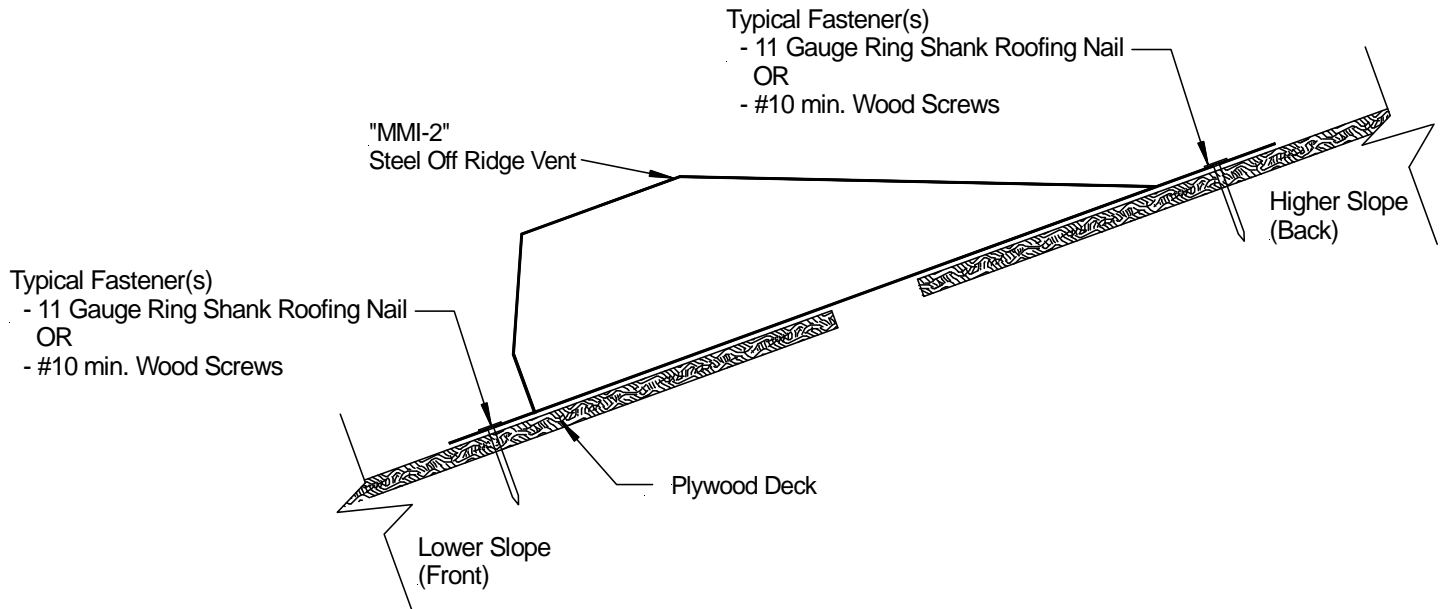 Typical Fastener(s)
- 11 Gauge Ring Shank Roofing Nail
OR
- #10 min. Wood Screws
"MMI-2"
Steel Off Ridge Vent
Higher Slope
(Back)
Typical Fastener(s)
- 11 Gauge Ring Shank Roofing Nail
OR
- #10 min. Wood Screws
Plywood Deck
Lower Slope
(Front)